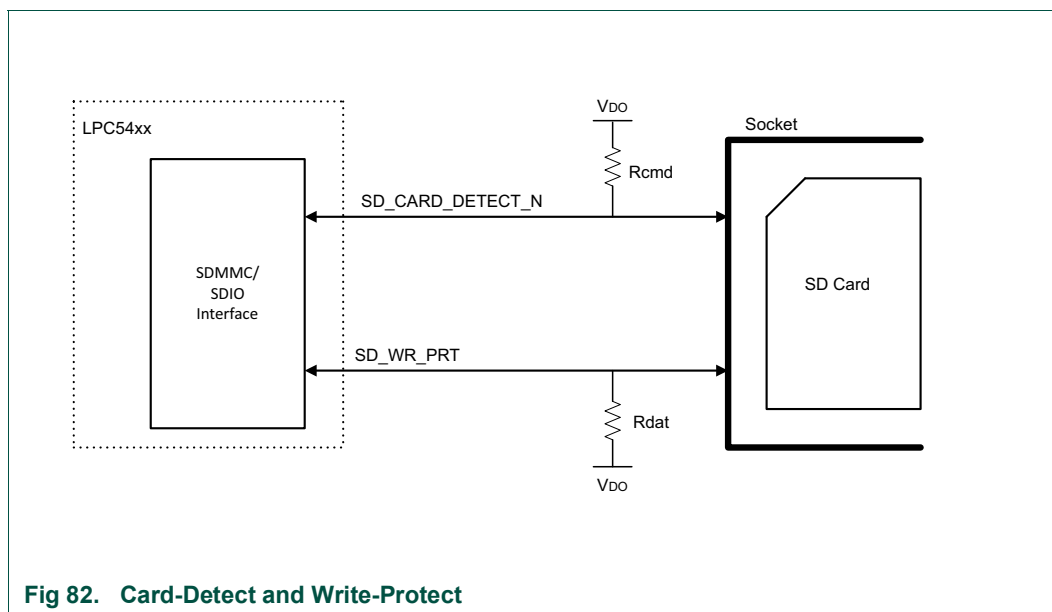 LPC54xx
VDO
Socket
Rcmd
SD_CARD_DETECT_N
SDMMC/
SDIO
Interface
SD Card
SD_WR_PRT
Rdat
VDO
Fig 82. Card-Detect and Write-Protect